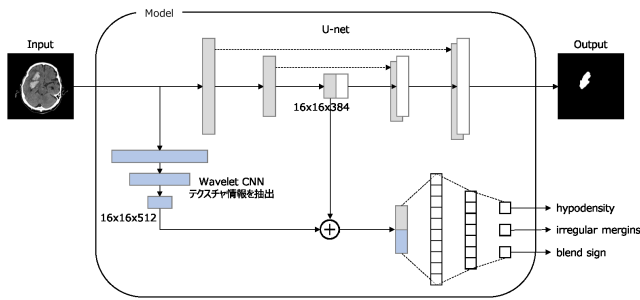 Model
U-net
Input
Output
16x16x384
Wavelet CNN
テクスチャ情報を抽出
16x16x512
hypodensity
irregular mergins
blend sign